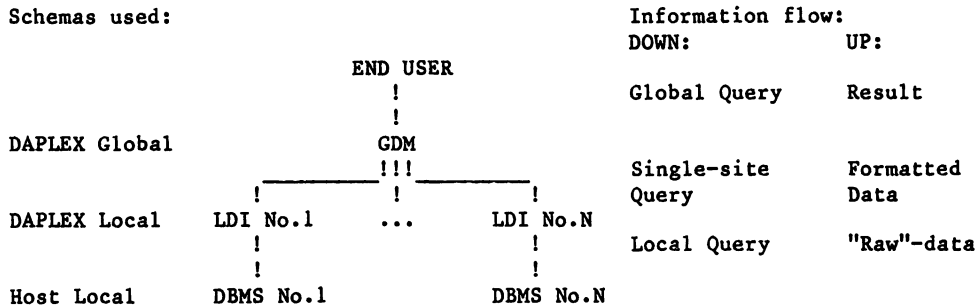 Schemas used: Information flow:
DOWN: UP:
END USER
!
Global Query Result
!
DAPLEX Global GDM
!!!
Single-site Formatted
! ! !
Query Data
DAPLEX Local LDI No.1 ... LDI No.N
! !
Local Query "Raw"-data
! !
Host Local DBMS No.1 DBMS No.N